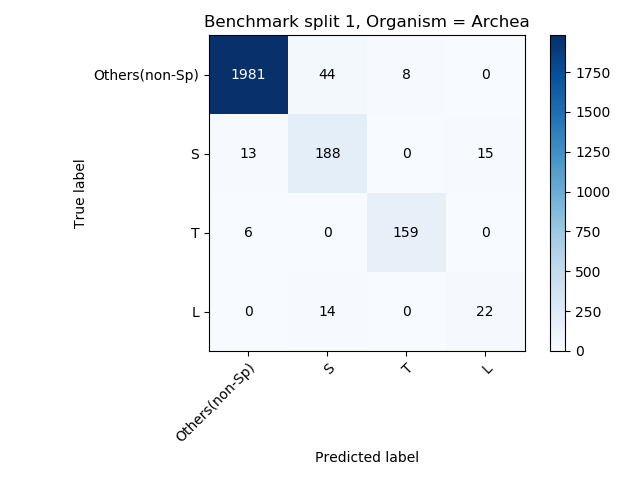 Benchmark split 1, Organism = Archea
True label
Others(non-Sp) 1981 44 8 0
S 13 188 0 15
T 6 0 159 0
L 0 14 0 22
Others(non-Sp) S T L
Predicted label
1750
1500
1250
1000
750
500
250
0